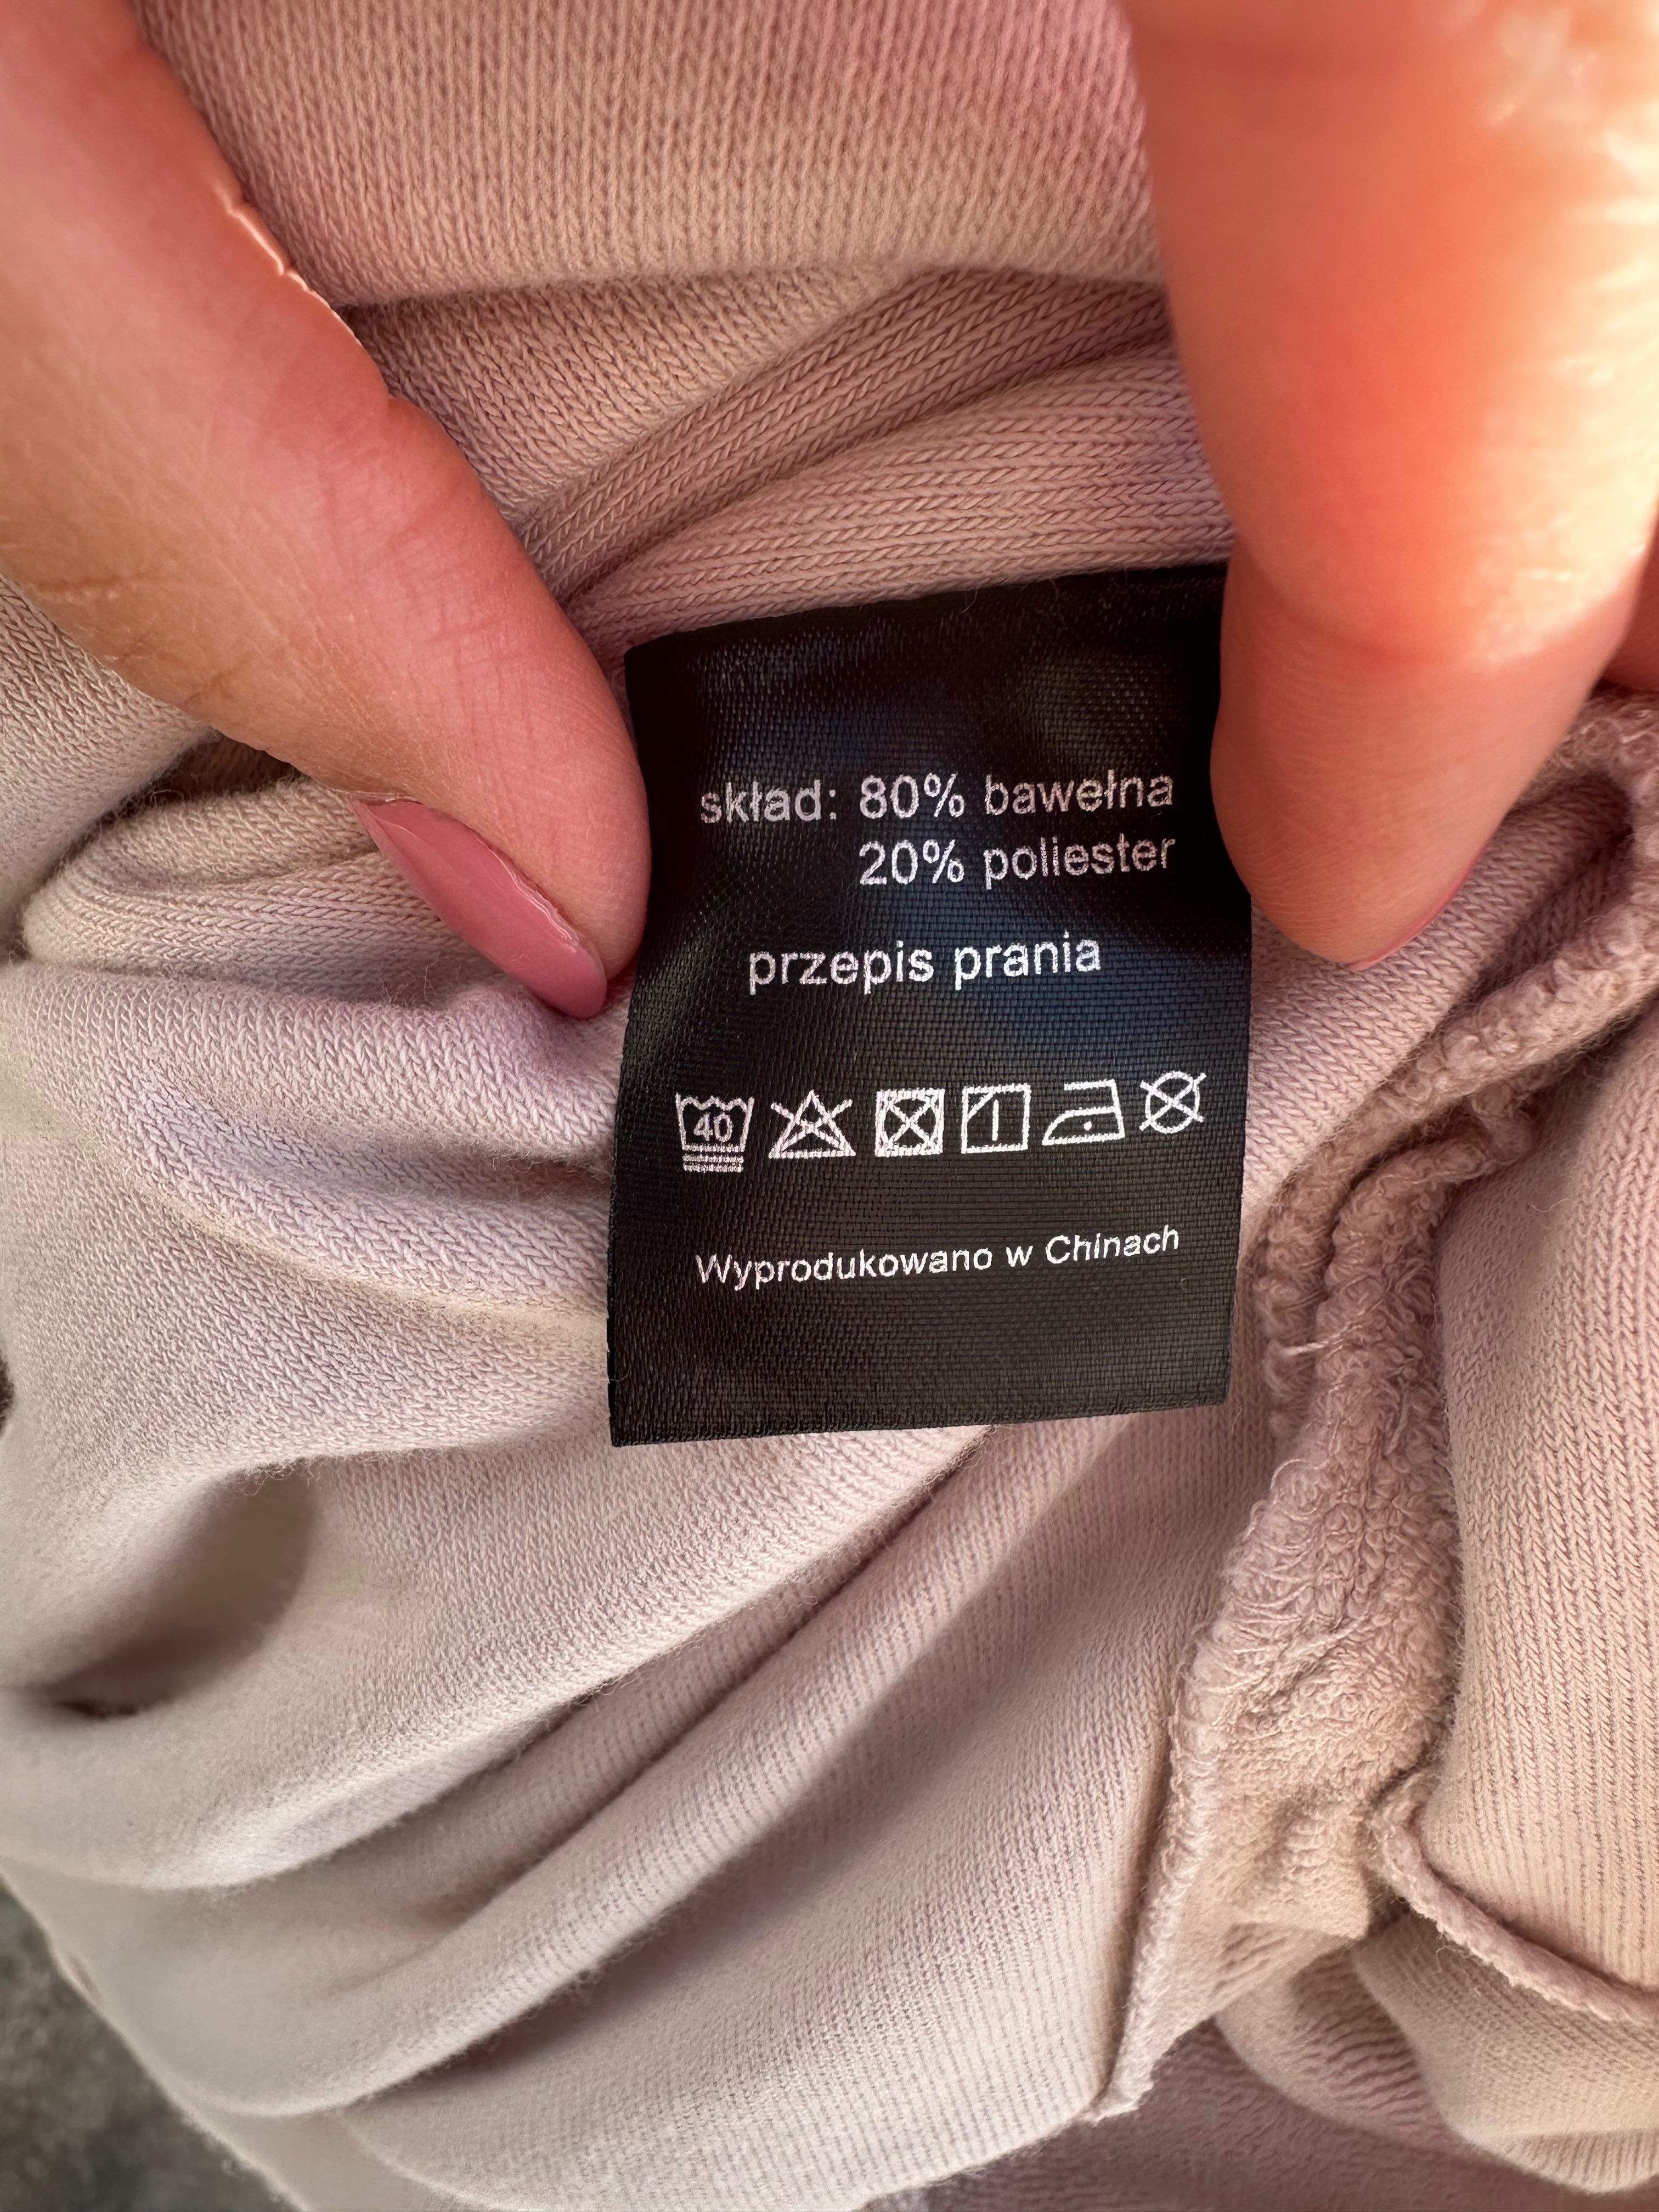 skład: 80% bawełna
20% poliester
przepis prania
40
Wyprodukowano w Chinach